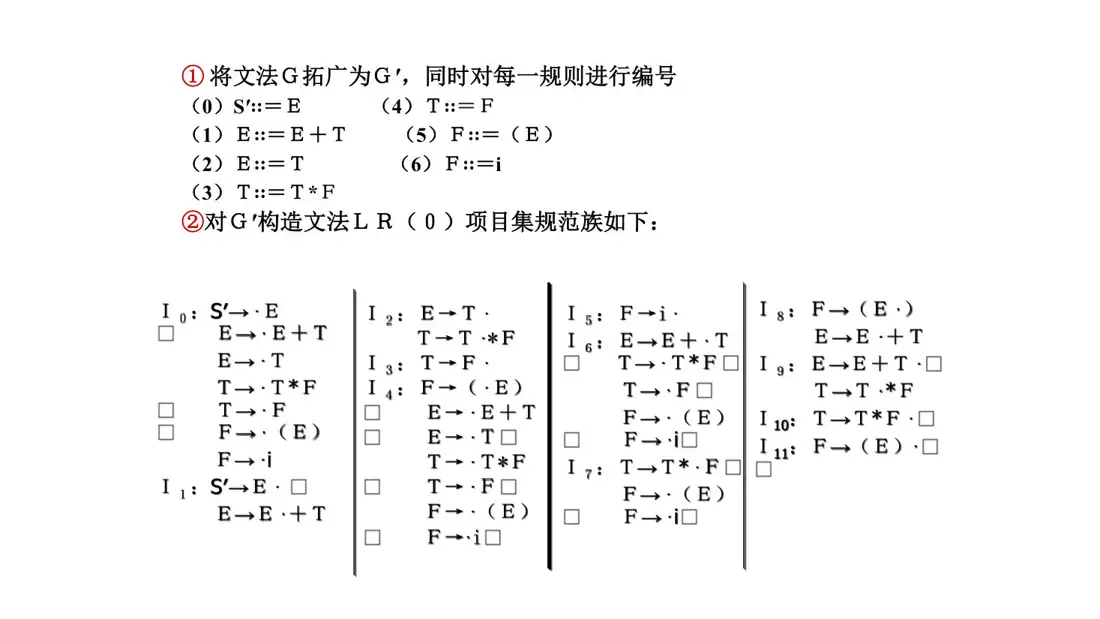 ① 将文法G拓广为G′，同时对每一规则进行编号
（0）S′::=E （4）T::=F
（1）E::=E+T （5）F::=（E）
（2）E::=T （6）F::=i
（3）T::=T*F
②对G′构造文法LR（0）项目集规范族如下：
I0：S′→·E
□ E→·E+T
E→·T
T→·T*F
□ T→·F
□ F→·（E）
F→·i
I1：S′→E·□
E→E·+T
I2：E→T·
T→T·*F
I3：T→F·
I4：F→（·E）
□ E→·E+T
□ E→·T□
T→·T*F
□ T→·F□
F→·（E）
□ F→·i□
I5：F→i·
I6：E→E+·T
□ T→·T*F□
T→·F□
F→·（E）
□ F→·i□
I7：T→T*·F□
F→·（E）
□ F→·i□
I8：F→（E·）
E→E·+T
I9：E→E+T·□
T→T·*F
I10：T→T*F·□
I11：F→（E）·□
□